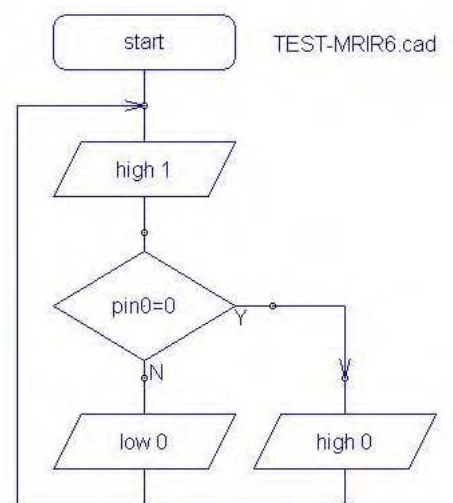 start
TEST-MRIR6.cad
high 1
pin0=0
Y
N
low 0
high 0